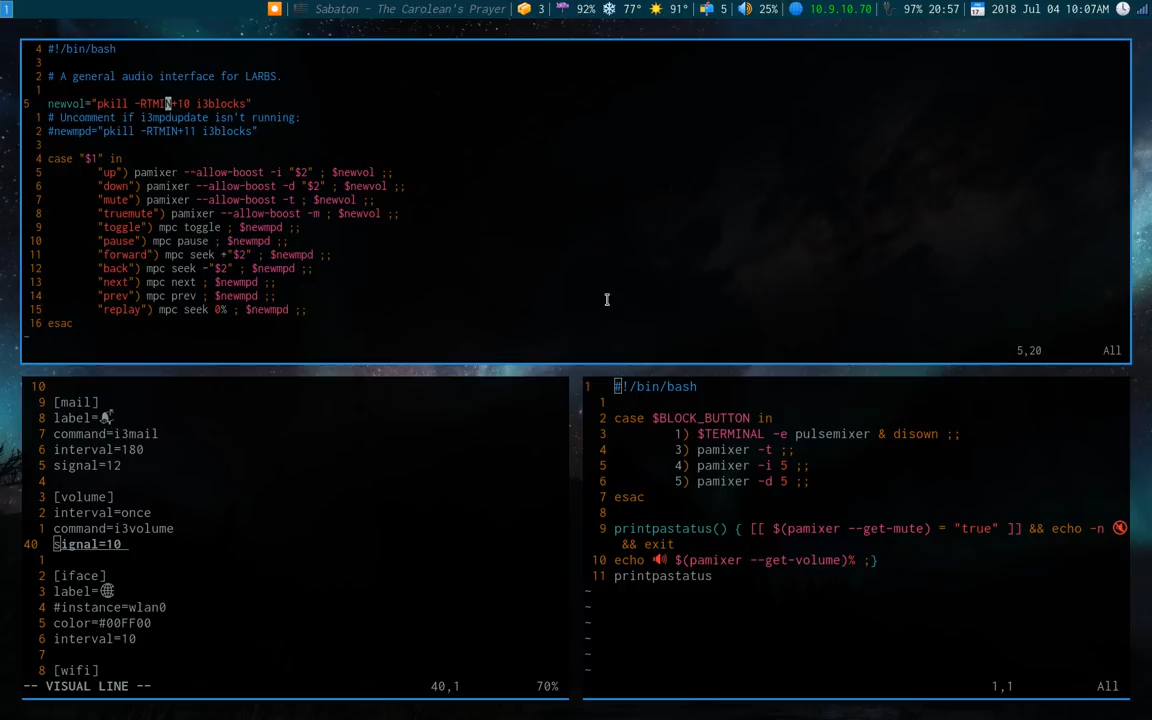 1 Sabaton - The Carolean's Prayer 3 92% 77° 91° 5 25% 10.9.10.70 97% 20:57 2018 Jul 04 10:07AM
4 #!/bin/bash
3
2 # A general audio interface for LARBS.
1
5 newvol="pkill -RTMIN+10 i3blocks"
1 # Uncomment if i3mpdupdate isn't running:
2 #newmpd="pkill -RTMIN+11 i3blocks"
3
4 case "$1" in
5 "up") pamixer --allow-boost -i "$2" ; $newvol ;;
6 "down") pamixer --allow-boost -d "$2" ; $newvol ;;
7 "mute") pamixer --allow-boost -t ; $newvol ;;
8 "truemute") pamixer --allow-boost -m ; $newvol ;;
9 "toggle") mpc toggle ; $newmpd ;;
10 "pause") mpc pause ; $newmpd ;;
11 "forward") mpc seek +"$2" ; $newmpd ;;
12 "back") mpc seek -"$2" ; $newmpd ;;
13 "next") mpc next ; $newmpd ;;
14 "prev") mpc prev ; $newmpd ;;
15 "replay") mpc seek 0% ; $newmpd ;;
16 esac
~
5,20 All
10
9 [mail]
8 label=📬
7 command=i3mail
6 interval=180
5 signal=12
4
3 [volume]
2 interval=once
1 command=i3volume
40 signal=10
1
2 [iface]
3 label=🌐
4 #instance=wlan0
5 color=#00FF00
6 interval=10
7
8 [wifi]
-- VISUAL LINE -- 40,1 70%
1 #!/bin/bash
1
2 case $BLOCK_BUTTON in
3 1) $TERMINAL -e pulsemixer & disown ;;
4 3) pamixer -t ;;
5 4) pamixer -i 5 ;;
6 5) pamixer -d 5 ;;
7 esac
8
9 printpastatus() { [[ $(pamixer --get-mute) = "true" ]] && echo -n 🔇
&& exit
10 echo 🔊 $(pamixer --get-volume)% ;}
11 printpastatus
~
~
~
~
~
~
1,1 All